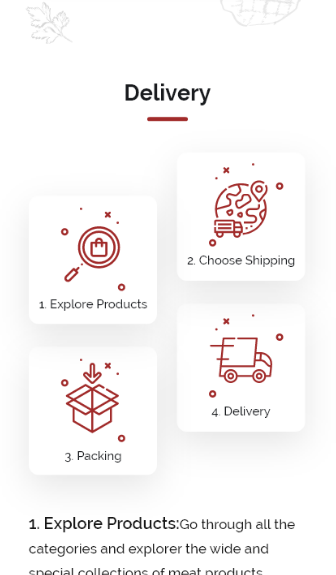 Delivery
1. Explore Products
2. Choose Shipping
3. Packing
4. Delivery
1. Explore Products:Go through all the
categories and explorer the wide and
special collections of meat products